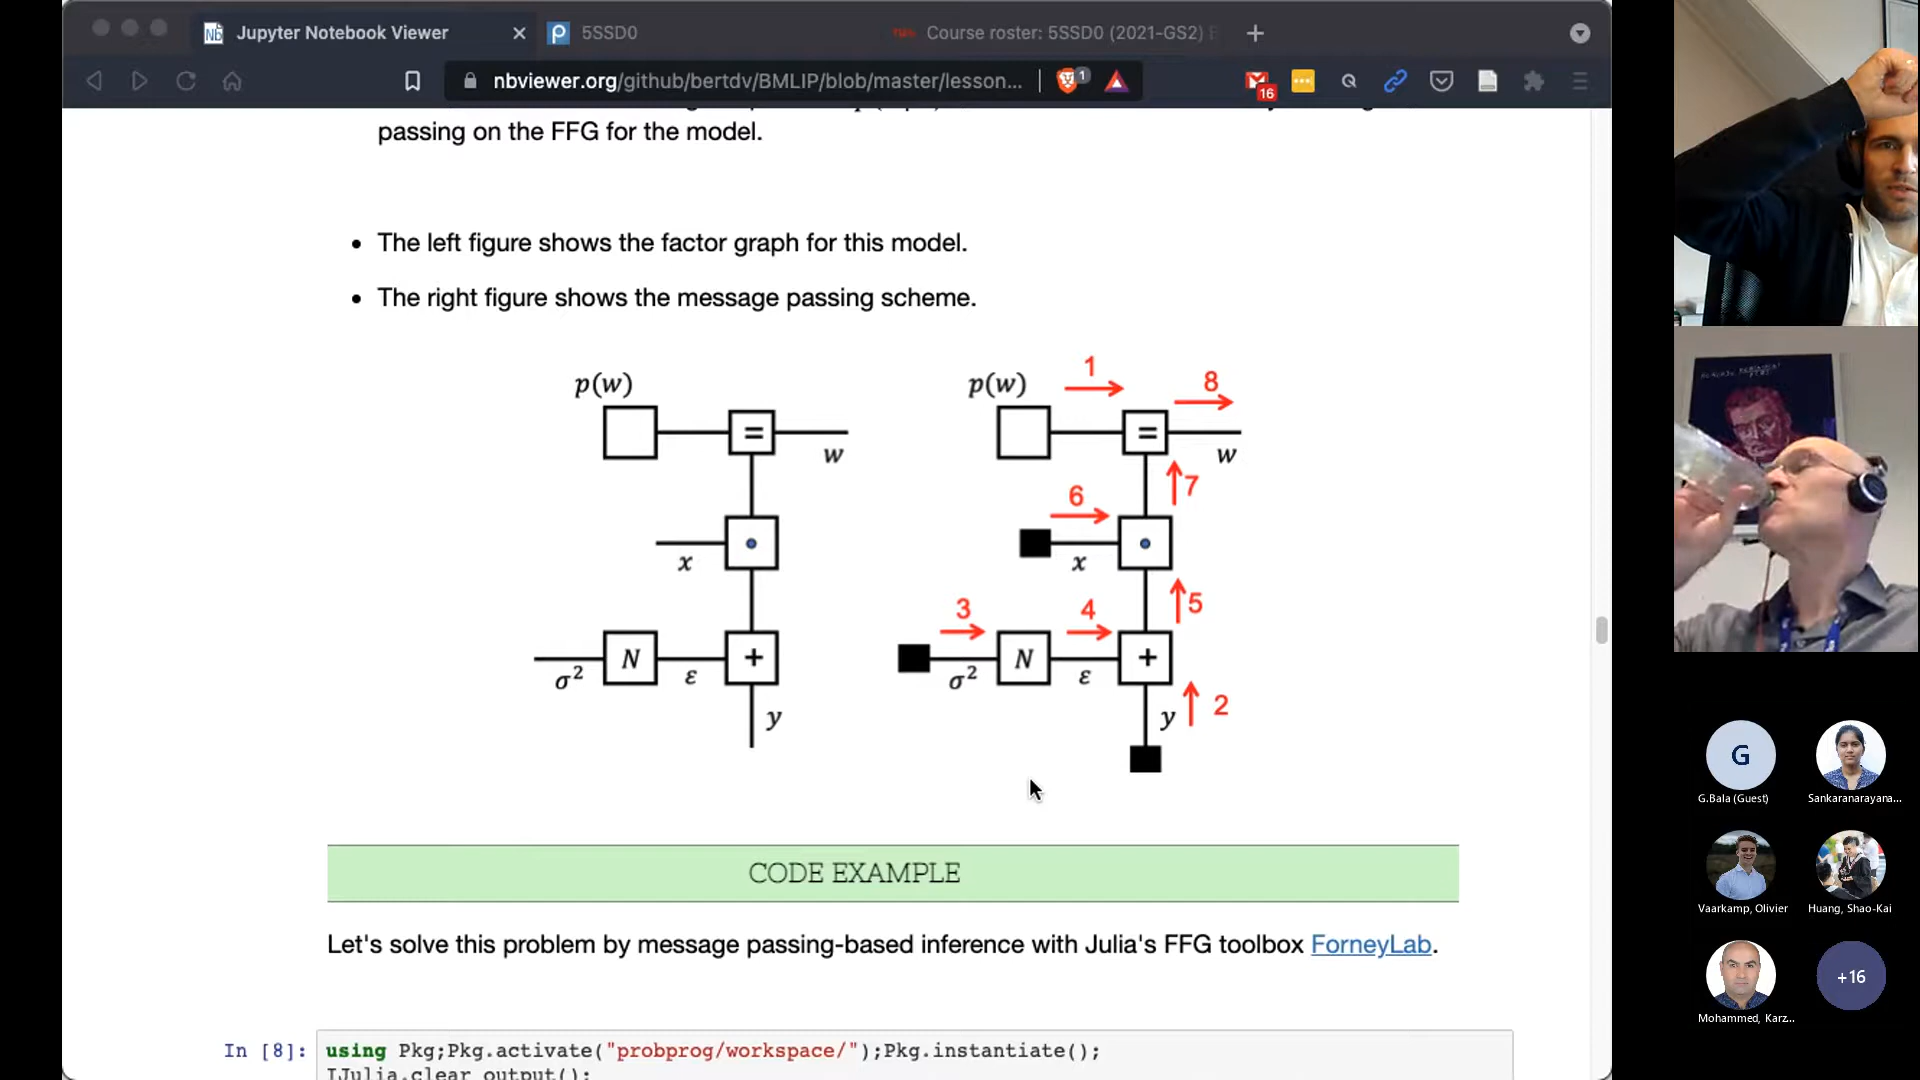 Jupyter Notebook Viewer
5SSD0
Course roster: 5SSD0 (2021-GS2)
nbviewer.org/github/bertdv/BMLIP/blob/master/lesson...
1
16
passing on the FFG for the model.
The left figure shows the factor graph for this model.
The right figure shows the message passing scheme.
p(w)
=
w
x
σ²
N
ε
+
y
p(w)
1
8
=
w
7
6
x
5
3
4
σ²
N
ε
+
y
2
CODE EXAMPLE
Let's solve this problem by message passing-based inference with Julia's FFG toolbox ForneyLab.
In [8]:
using Pkg;Pkg.activate("probprog/workspace/");Pkg.instantiate();
IJulia.clear_output();
G
G.Bala (Guest)
Sankaranarayana...
Vaarkamp, Olivier
Huang, Shao-Kai
Mohammed, Karz...
+16